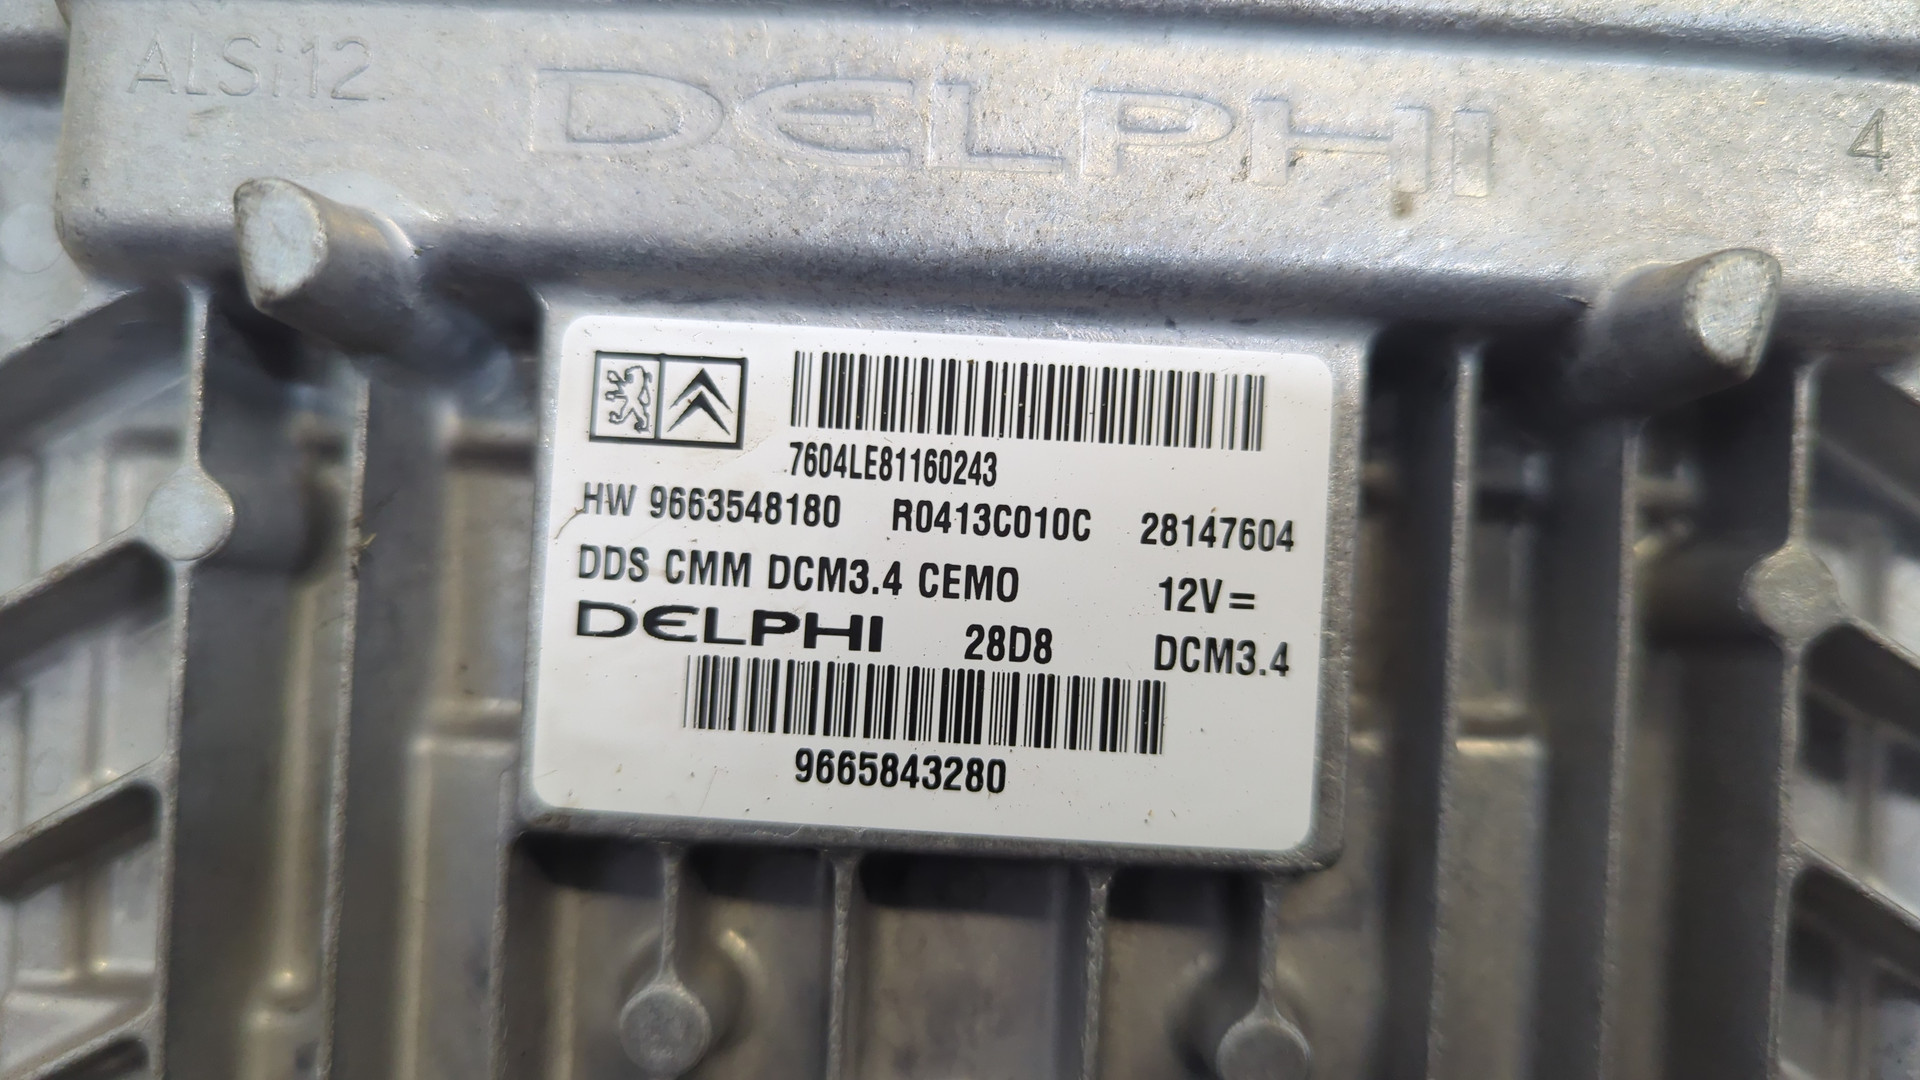 ALSi12
DELPHI
4
7604LE81160243
HW 9663548180 R0413C010C 28147604
DDS CMM DCM3.4 CEMO 12V=
DELPHI 28D8 DCM3.4
9665843280